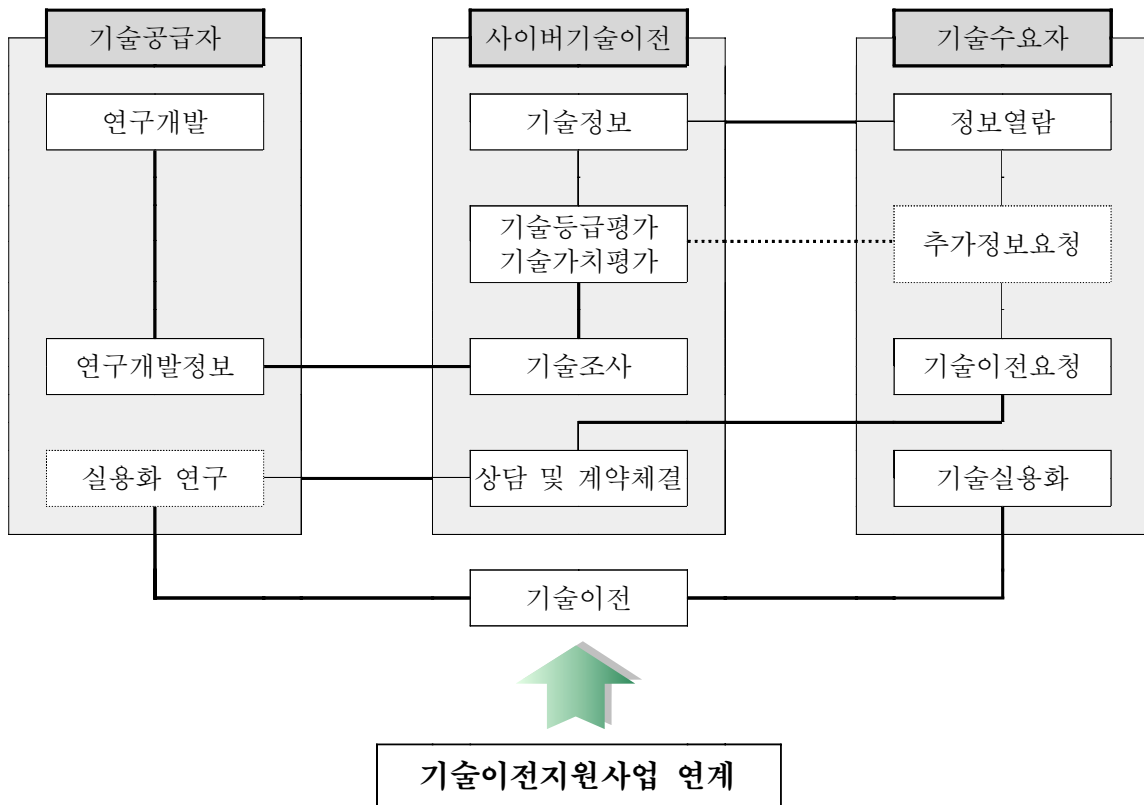 기술공급자
사이버기술이전
기술수요자
연구개발
기술정보
정보열람
기술등급평가
기술가치평가
추가정보요청
연구개발정보
기술조사
기술이전요청
실용화 연구
상담 및 계약체결
기술실용화
기술이전
기술이전지원사업 연계